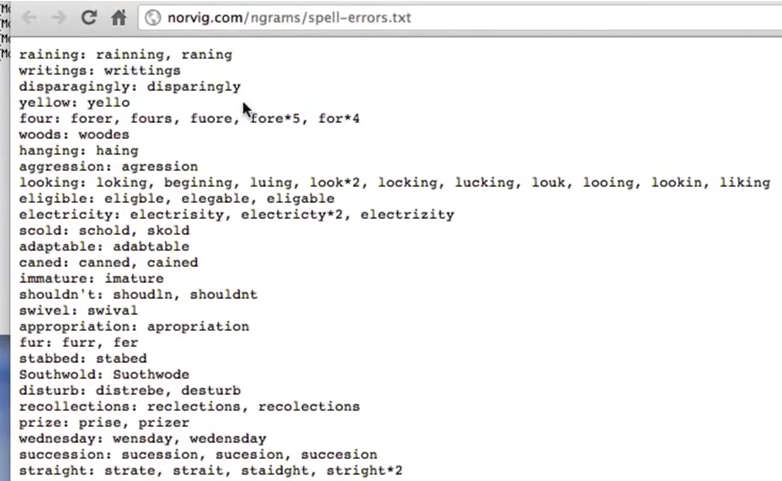 norvig.com/ngrams/spell-errors.txt
raining: rainning, raning
writings: writtings
disparagingly: disparingly
yellow: yello
four: forer, fours, fuore, fore*5, for*4
woods: woodes
hanging: haing
aggression: agression
looking: loking, begining, luing, look*2, locking, lucking, louk, looing, lookin, liking
eligible: eligble, elegable, eligable
electricity: electrisity, electricty*2, electrizity
scold: schold, skold
adaptable: adabtable
caned: canned, cained
immature: imature
shouldn't: shoudln, shouldnt
swivel: swival
appropriation: apropriation
fur: furr, fer
stabbed: stabed
Southwold: Suothwode
disturb: distrebe, desturb
recollections: reclections, recolections
prize: prise, prizer
wednesday: wensday, wedensday
succession: sucession, sucesion, succesion
straight: strate, strait, staidght, stright*2